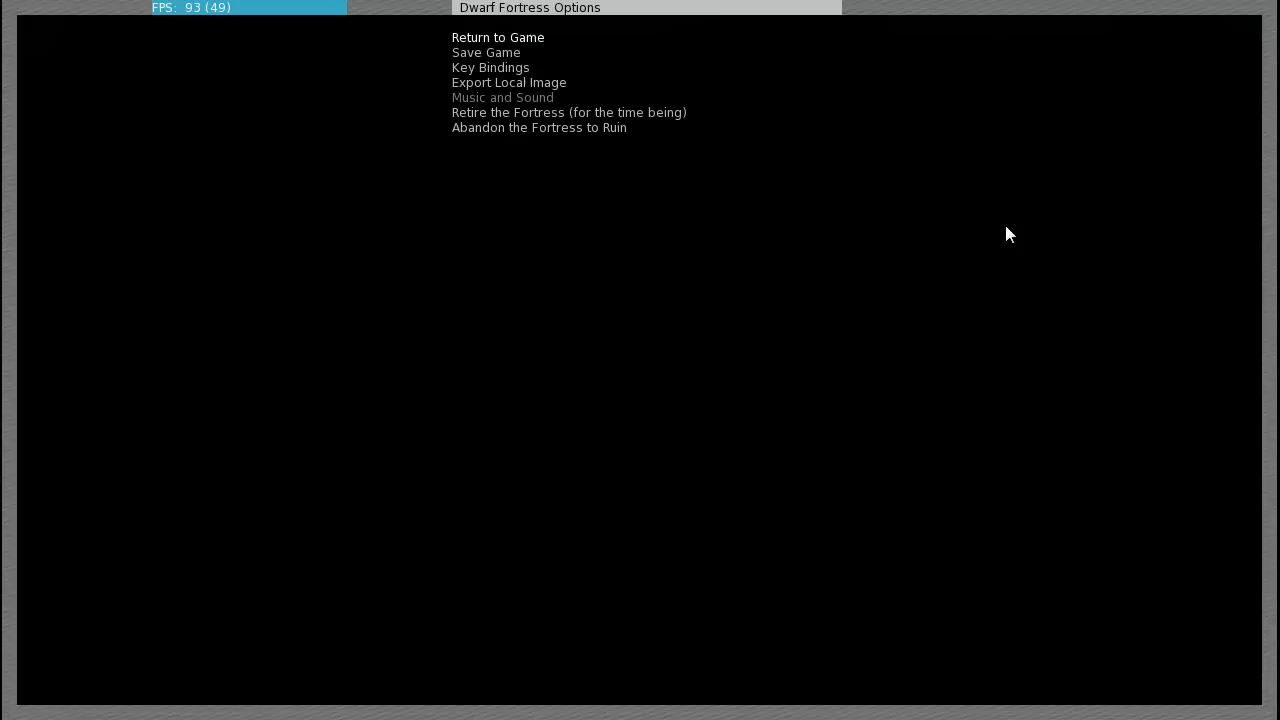 FPS: 93 (49)
Dwarf Fortress Options
Return to Game
Save Game
Key Bindings
Export Local Image
Music and Sound
Retire the Fortress (for the time being)
Abandon the Fortress to Ruin